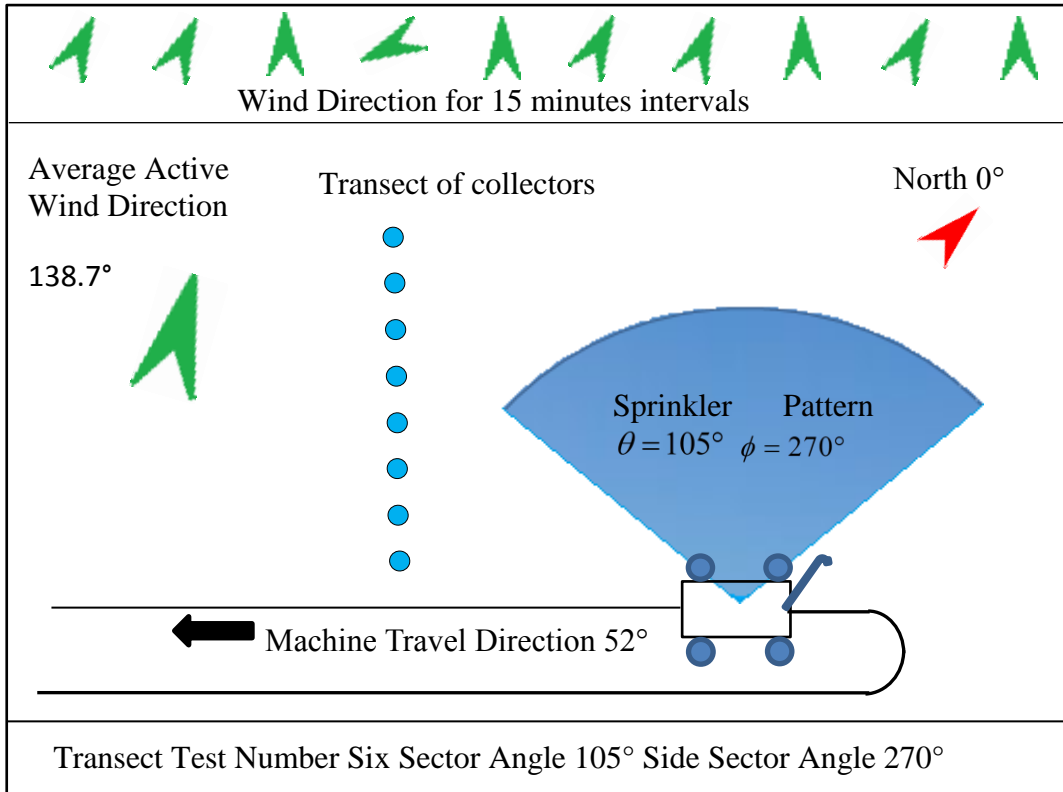 Wind Direction for 15 minutes intervals
Average Active
Wind Direction
138.7°
Transect of collectors
North 0°
Sprinkler Pattern
θ = 105° ϕ = 270°
Machine Travel Direction 52°
Transect Test Number Six Sector Angle 105° Side Sector Angle 270°